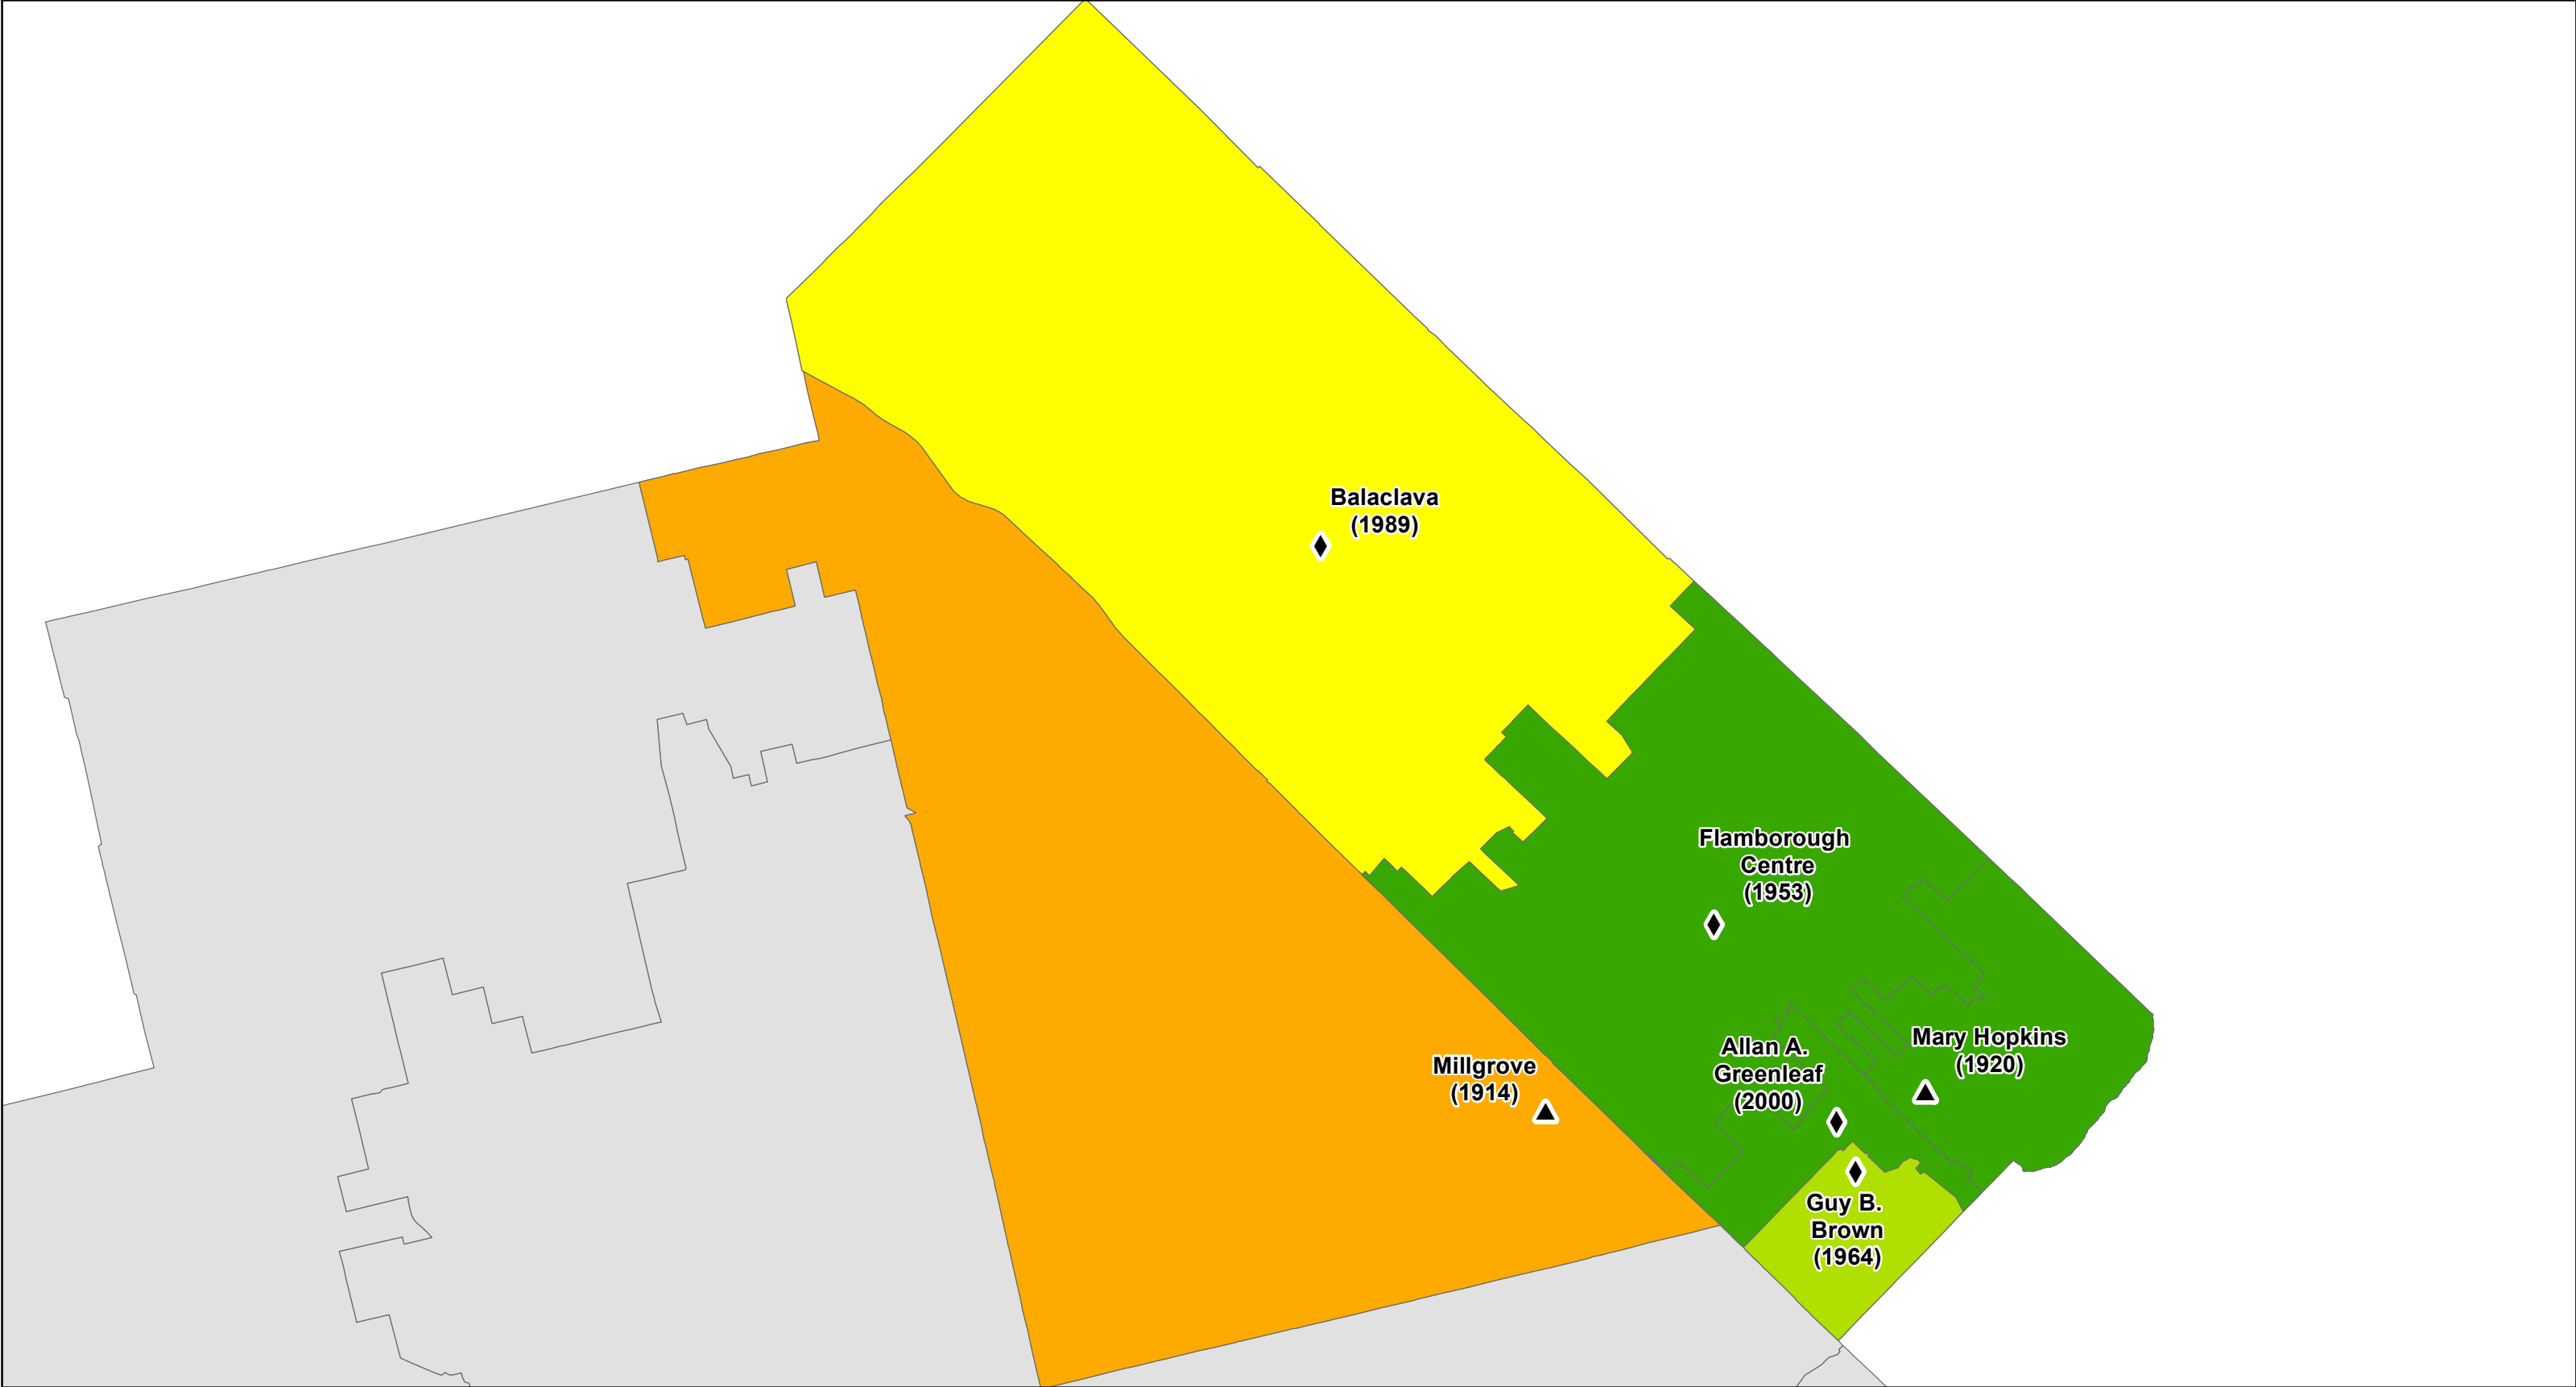 Balaclava
(1989)
Flamborough
Centre
(1953)
Mary Hopkins
(1920)
Allan A.
Greenleaf
(2000)
Millgrove
(1914)
Guy B.
Brown
(1964)